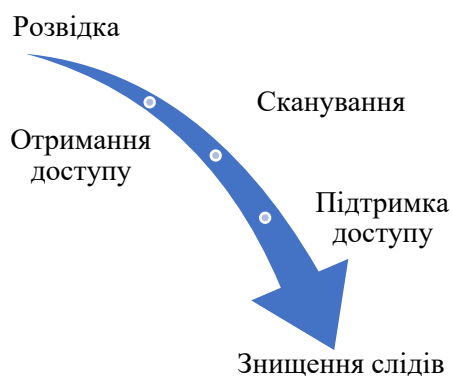 Розвідка
Сканування
Отримання
доступу
Підтримка
доступу
Знищення слідів